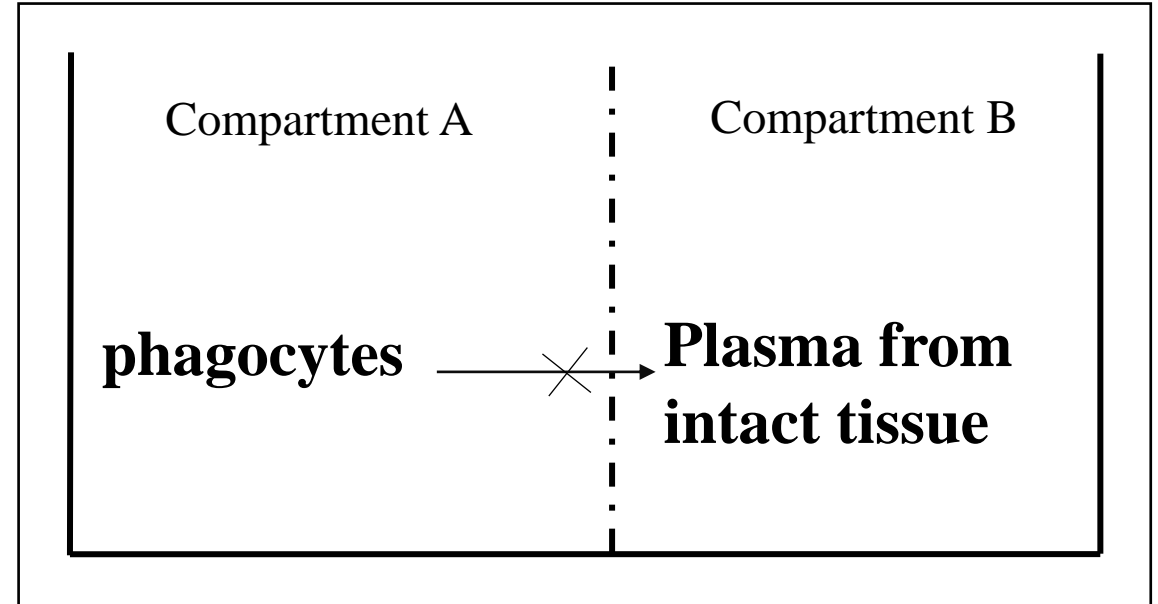 Compartment A
Compartment B
phagocytes
Plasma from
intact tissue